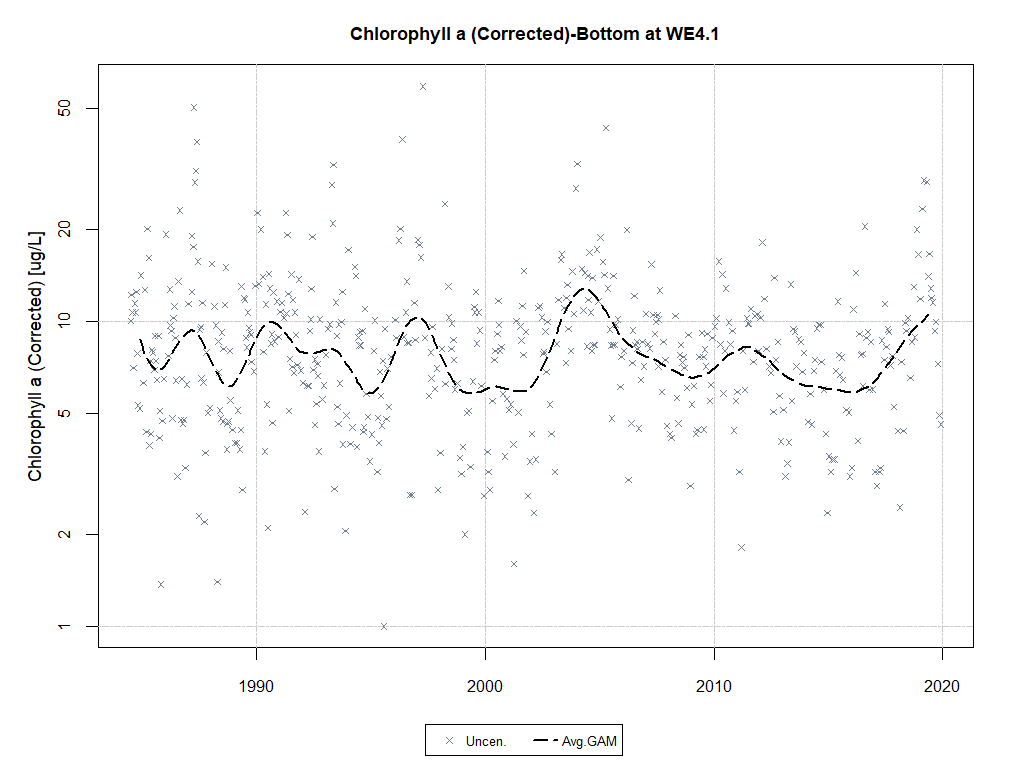 Chlorophyll a (Corrected)-Bottom at WE4.1
Chlorophyll a (Corrected) [ug/L]
50
20
10
5
2
1
1990 2000 2010 2020
Uncen. Avg.GAM